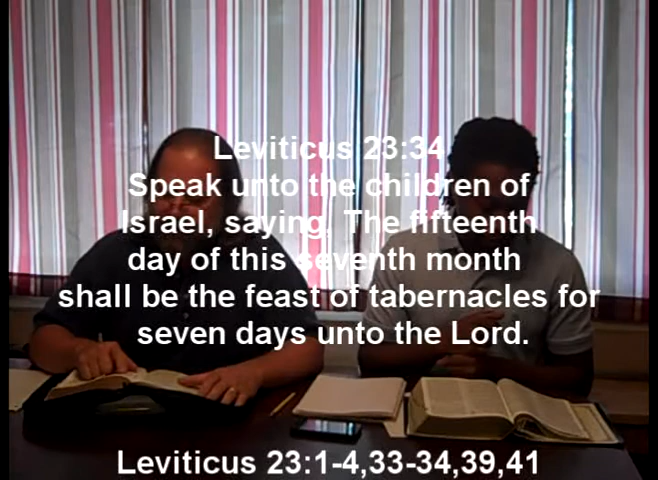 Leviticus 23:34
Speak unto the children of
Israel, saying, The fifteenth
day of this seventh month
shall be the feast of tabernacles for
seven days unto the Lord.
Leviticus 23:1-4,33-34,39,41